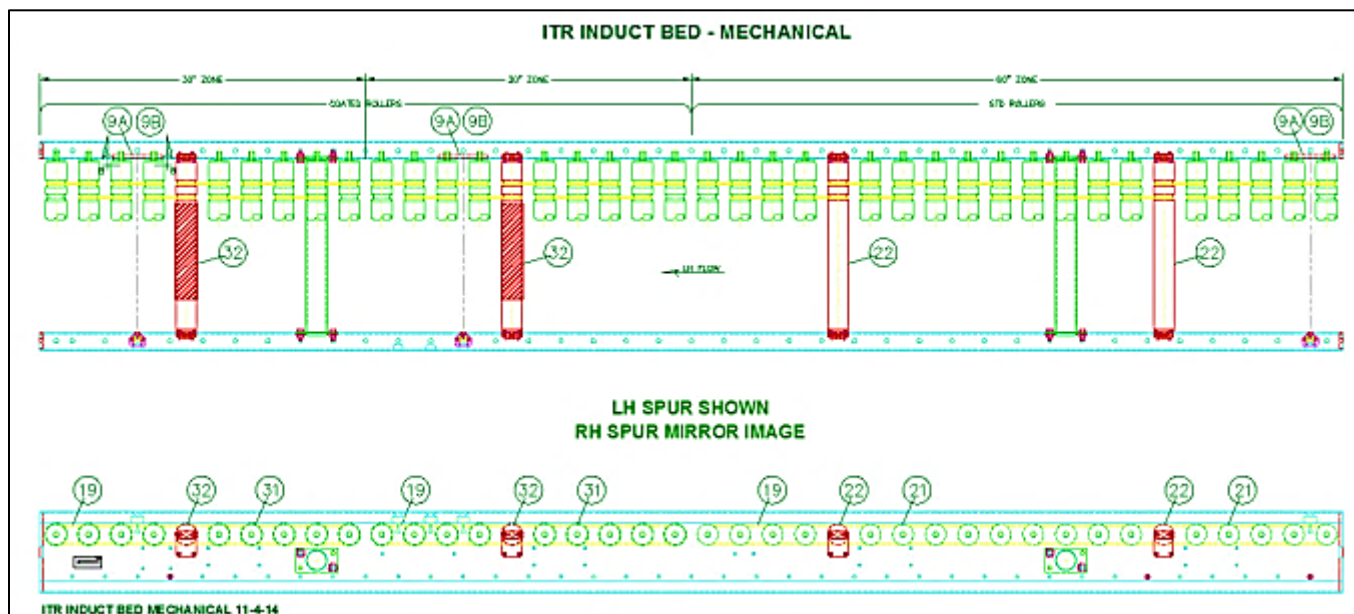 ITR INDUCT BED - MECHANICAL
30" ZONE 30" ZONE 60" ZONE
COATED ROLLERS STD ROLLERS
9A 9B 9A 9B 9A 9B
32 32 22 22
LH FLOW
LH SPUR SHOWN
RH SPUR MIRROR IMAGE
19 32 31 19 32 31 19 22 21 22 21
ITR INDUCT BED MECHANICAL 11-4-14